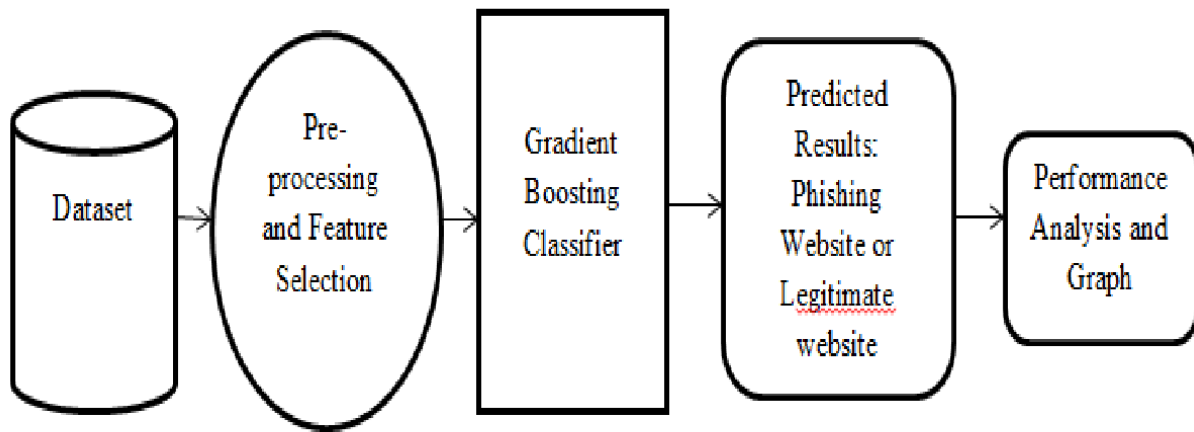 Dataset
Pre-
processing
and Feature
Selection
Gradient
Boosting
Classifier
Predicted
Results:
Phishing
Website or
Legitimate
website
Performance
Analysis and
Graph